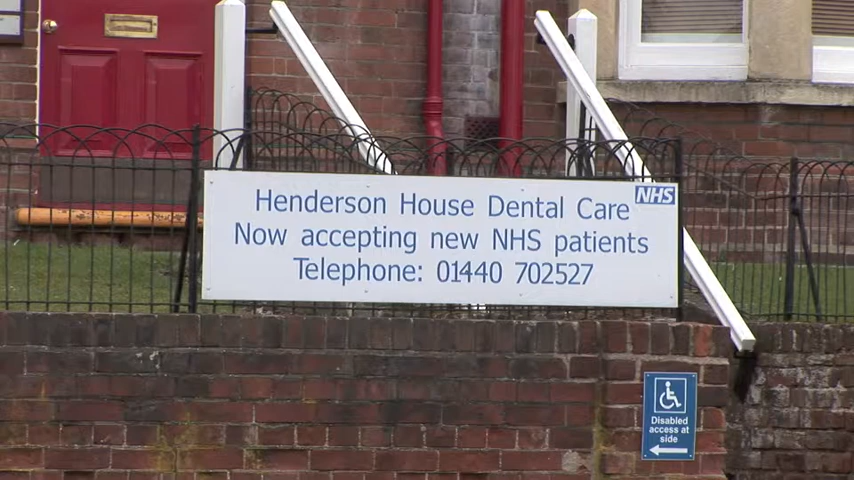 Henderson House Dental Care
NHS
Now accepting new NHS patients
Telephone: 01440 702527
Disabled
access at
side